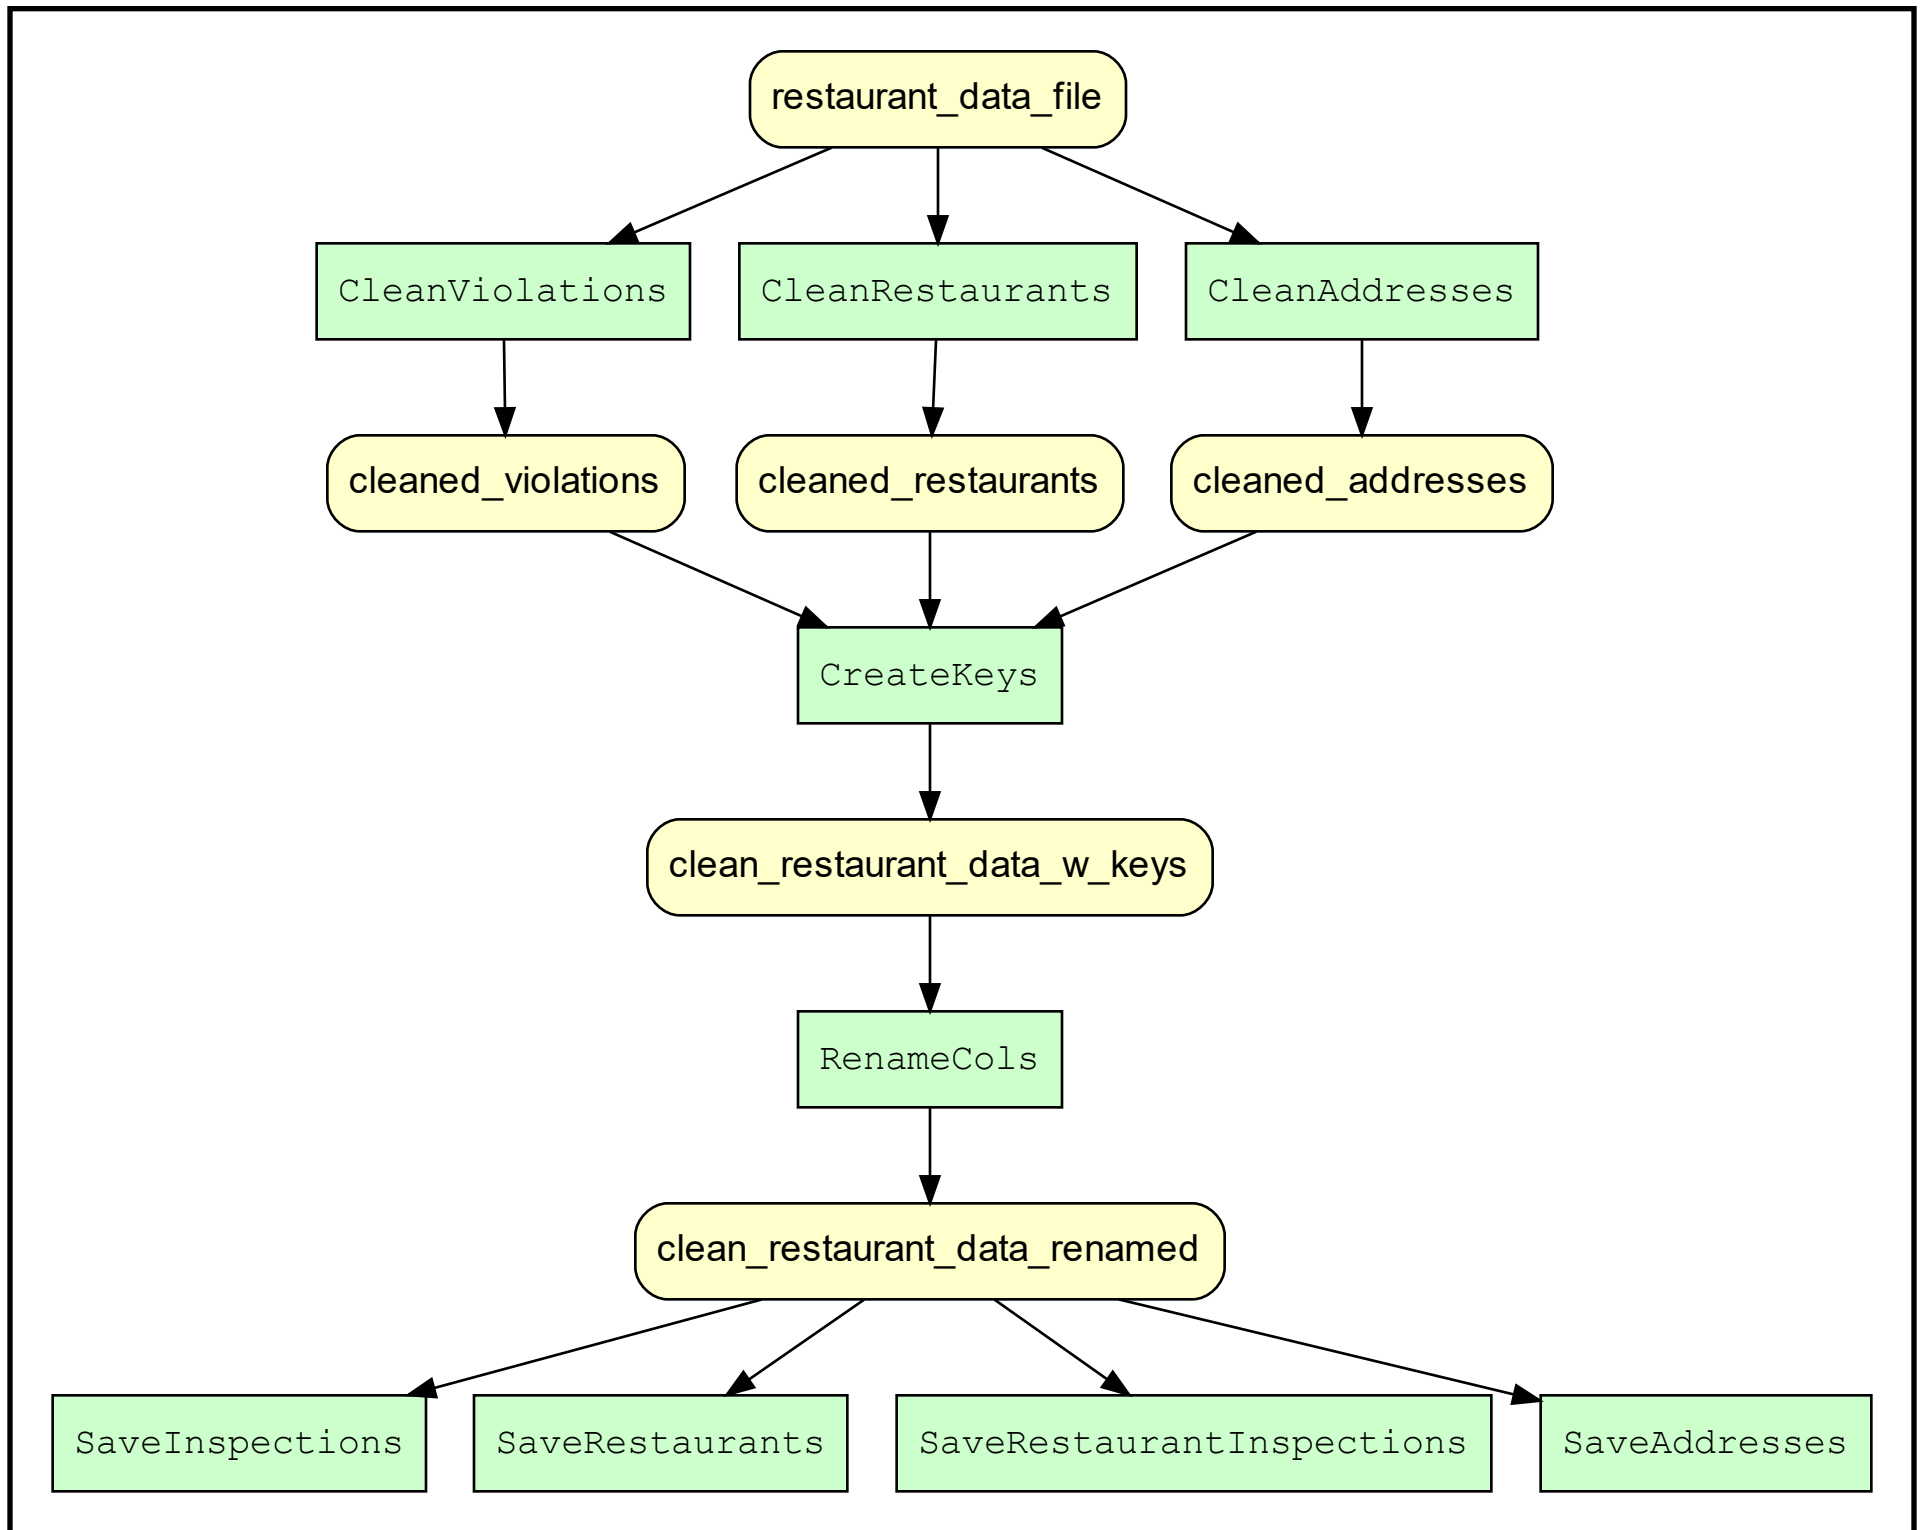 restaurant_data_file
CleanViolations
CleanRestaurants
CleanAddresses
cleaned_violations
cleaned_restaurants
cleaned_addresses
CreateKeys
clean_restaurant_data_w_keys
RenameCols
clean_restaurant_data_renamed
SaveInspections
SaveRestaurants
SaveRestaurantInspections
SaveAddresses